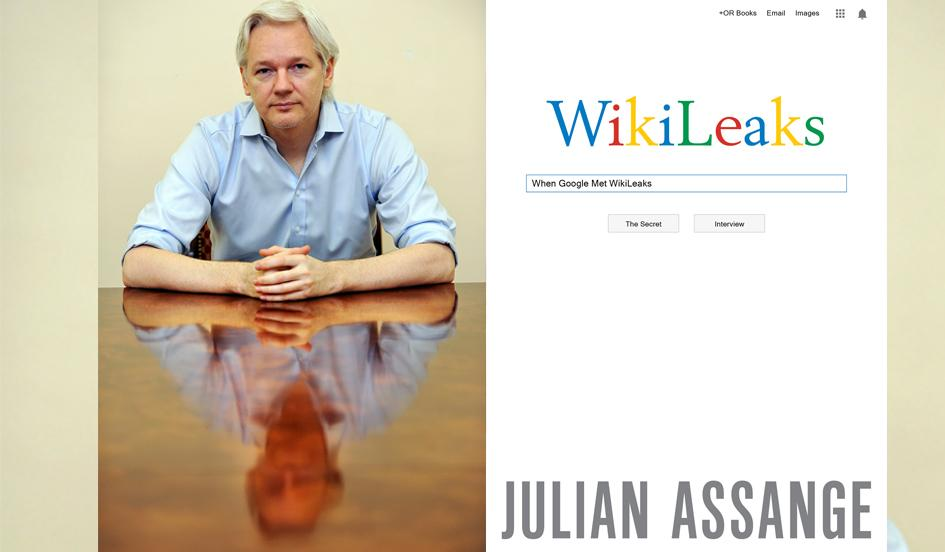 +OR Books Email Images
WikiLeaks
When Google Met WikiLeaks
The Secret Interview
JULIAN ASSANGE